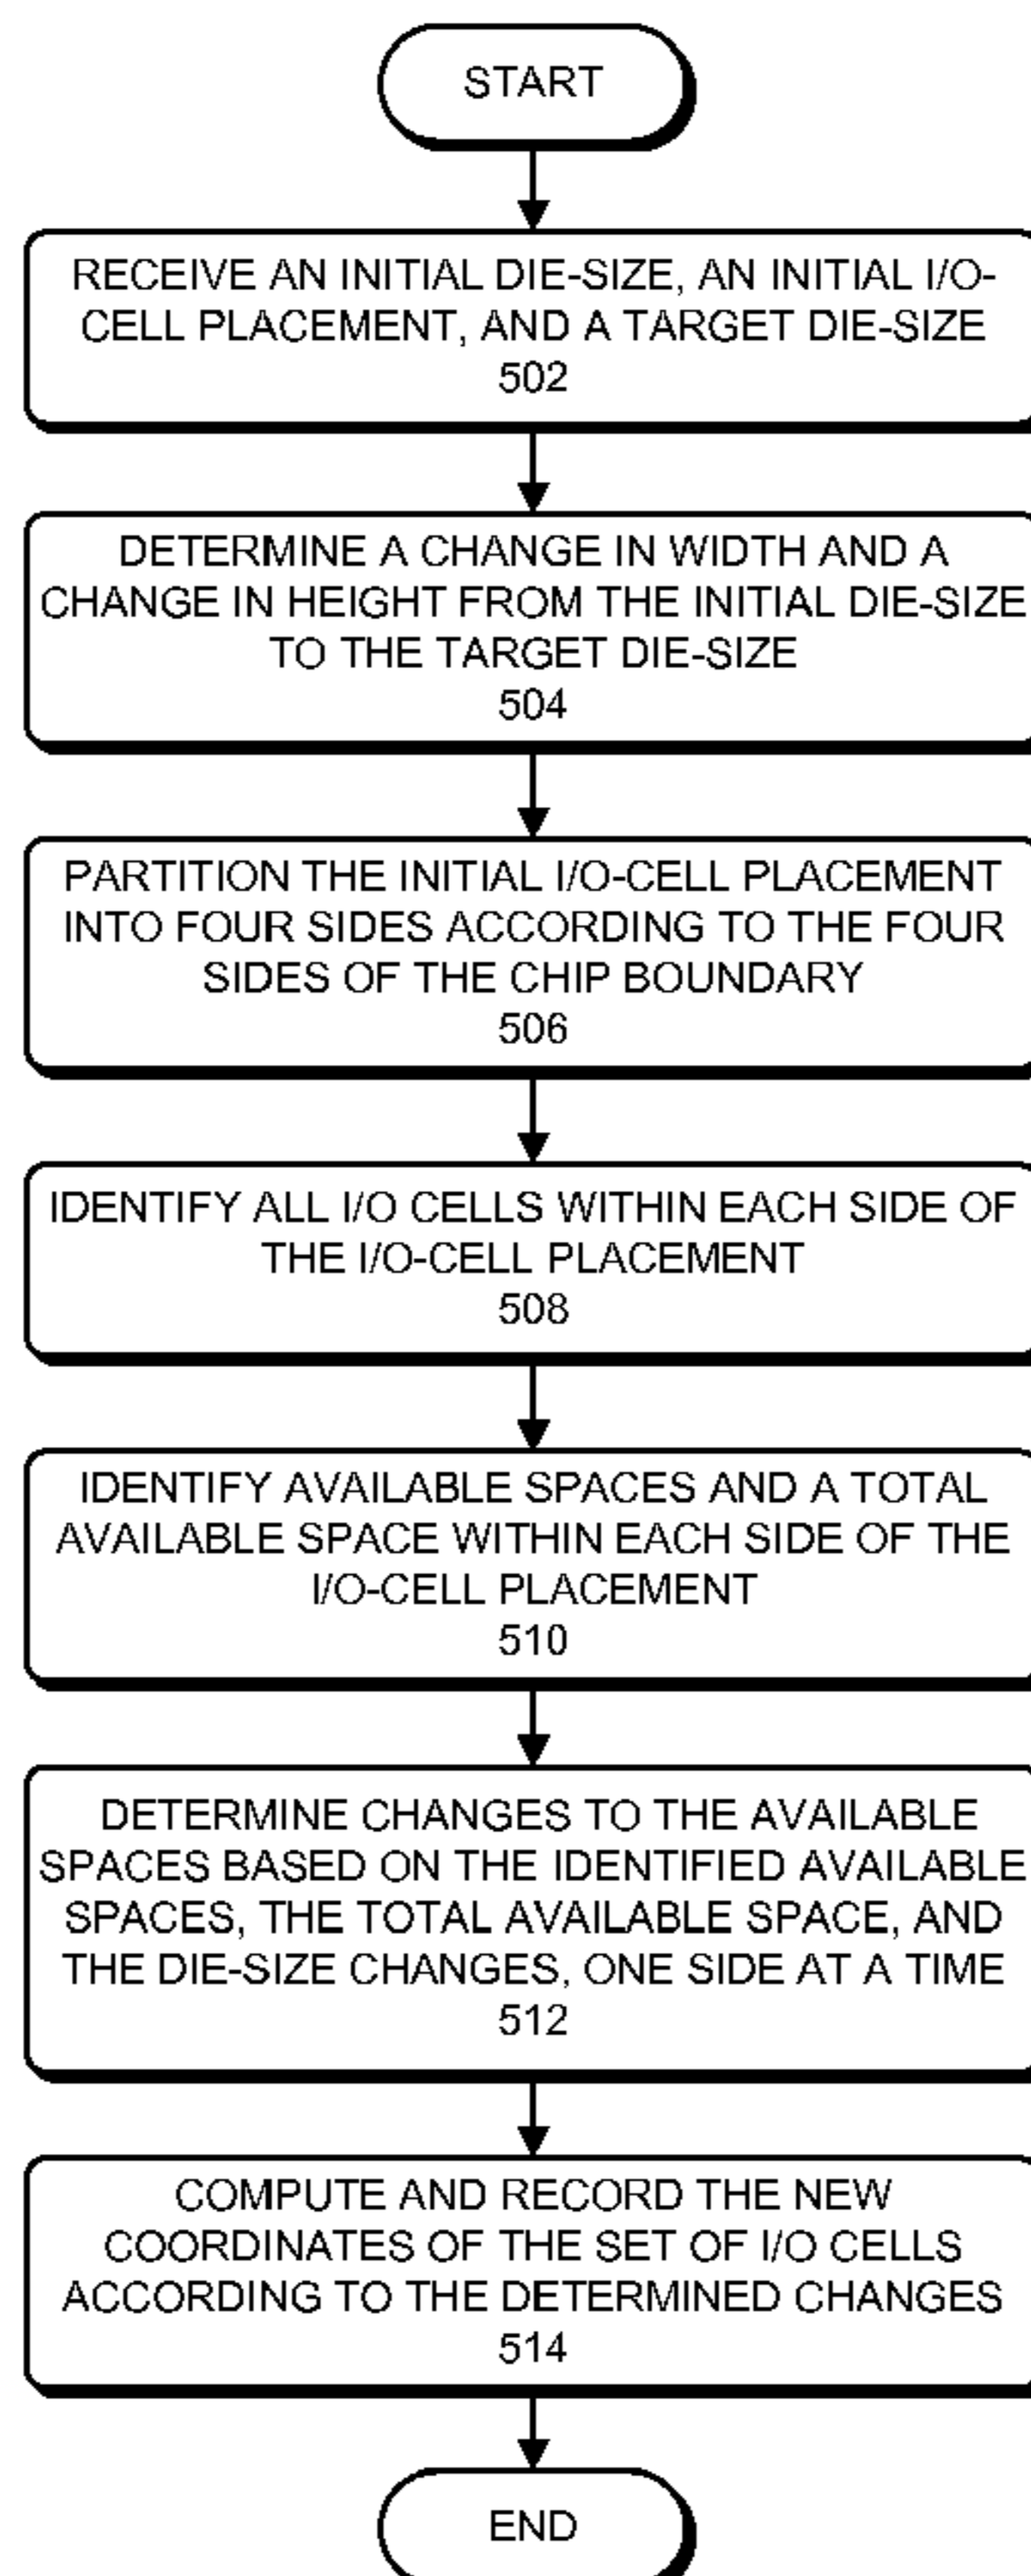 START
RECEIVE AN INITIAL DIE-SIZE, AN INITIAL I/O-
CELL PLACEMENT, AND A TARGET DIE-SIZE
502
DETERMINE A CHANGE IN WIDTH AND A
CHANGE IN HEIGHT FROM THE INITIAL DIE-SIZE
TO THE TARGET DIE-SIZE
504
PARTITION THE INITIAL I/O-CELL PLACEMENT
INTO FOUR SIDES ACCORDING TO THE FOUR
SIDES OF THE CHIP BOUNDARY
506
IDENTIFY ALL I/O CELLS WITHIN EACH SIDE OF
THE I/O-CELL PLACEMENT
508
IDENTIFY AVAILABLE SPACES AND A TOTAL
AVAILABLE SPACE WITHIN EACH SIDE OF THE
I/O-CELL PLACEMENT
510
DETERMINE CHANGES TO THE AVAILABLE
SPACES BASED ON THE IDENTIFIED AVAILABLE
SPACES, THE TOTAL AVAILABLE SPACE, AND
THE DIE-SIZE CHANGES, ONE SIDE AT A TIME
512
COMPUTE AND RECORD THE NEW
COORDINATES OF THE SET OF I/O CELLS
ACCORDING TO THE DETERMINED CHANGES
514
END